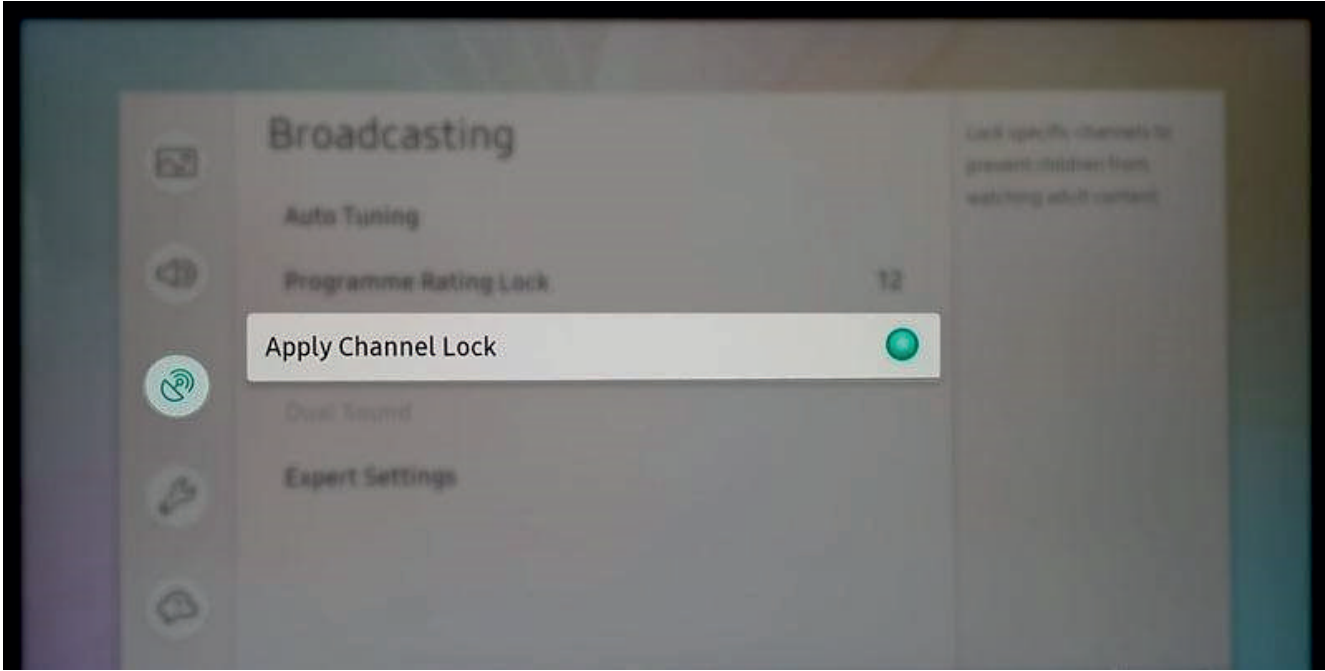 Broadcasting
Lock specific channels to
prevent children from
watching adult content.
Auto Tuning
Programme Rating Lock 12
Apply Channel Lock
Dual Sound
Expert Settings